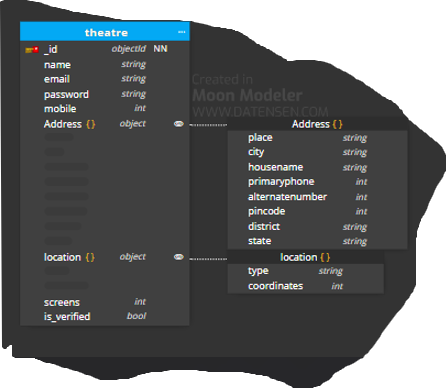 theatre ...
_id objectId NN
name string
email string
password string
mobile int
Address { } object
location { } object
screens int
is_verified bool
Created in
Moon Modeler
WWW.DATENSEN.COM
Address { }
place string
city string
housename string
primaryphone int
alternatenumber int
pincode int
district string
state string
location { }
type string
coordinates int